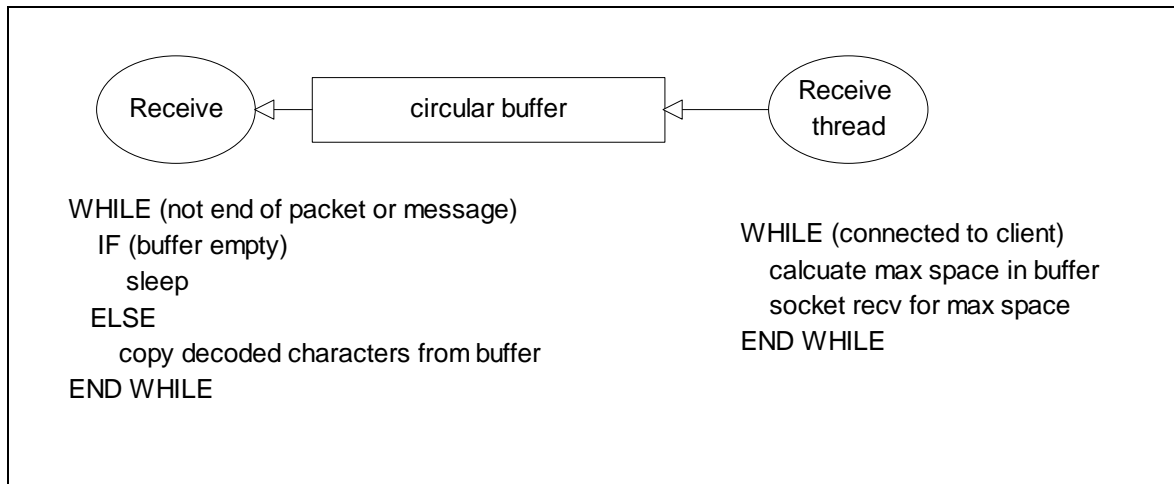 Receive
circular buffer
Receive
thread
WHILE (not end of packet or message)
IF (buffer empty)
sleep
ELSE
copy decoded characters from buffer
END WHILE
WHILE (connected to client)
calcuate max space in buffer
socket recv for max space
END WHILE